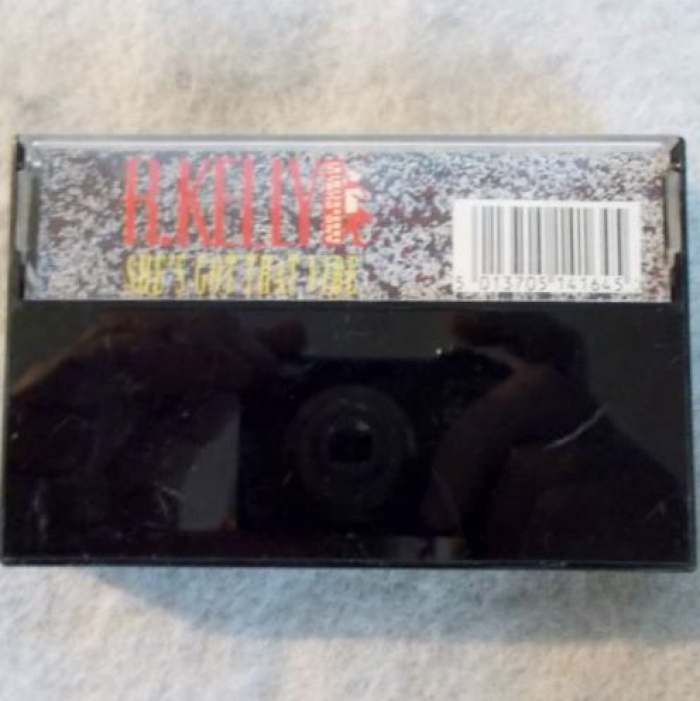 R.KELLY
SHE'S GOT THAT VIBE
5 013705 141645